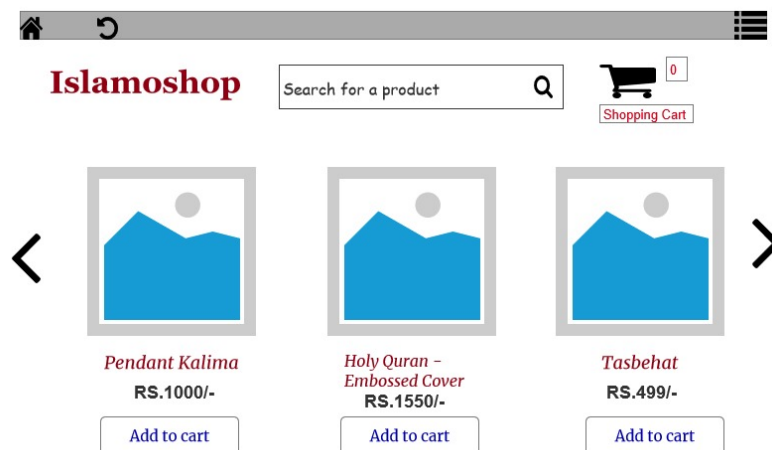 Islamoshop
Search for a product
0
Shopping Cart
Pendant Kalima
RS.1000/-
Add to cart
Holy Quran -
Embossed Cover
RS.1550/-
Add to cart
Tasbehat
RS.499/-
Add to cart